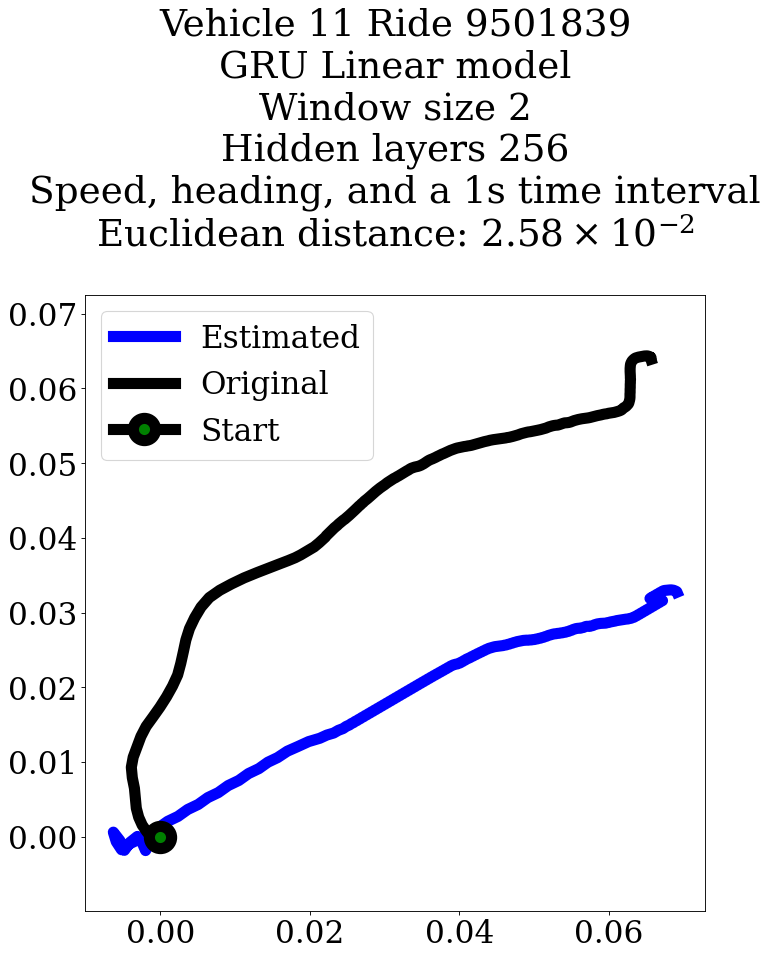 Vehicle 11 Ride 9501839
GRU Linear model
Window size 2
Hidden layers 256
Speed, heading, and a 1s time interval
Euclidean distance: 2.58 × 10⁻²
0.07
0.06
0.05
0.04
0.03
0.02
0.01
0.00
Estimated
Original
Start
0.00 0.02 0.04 0.06